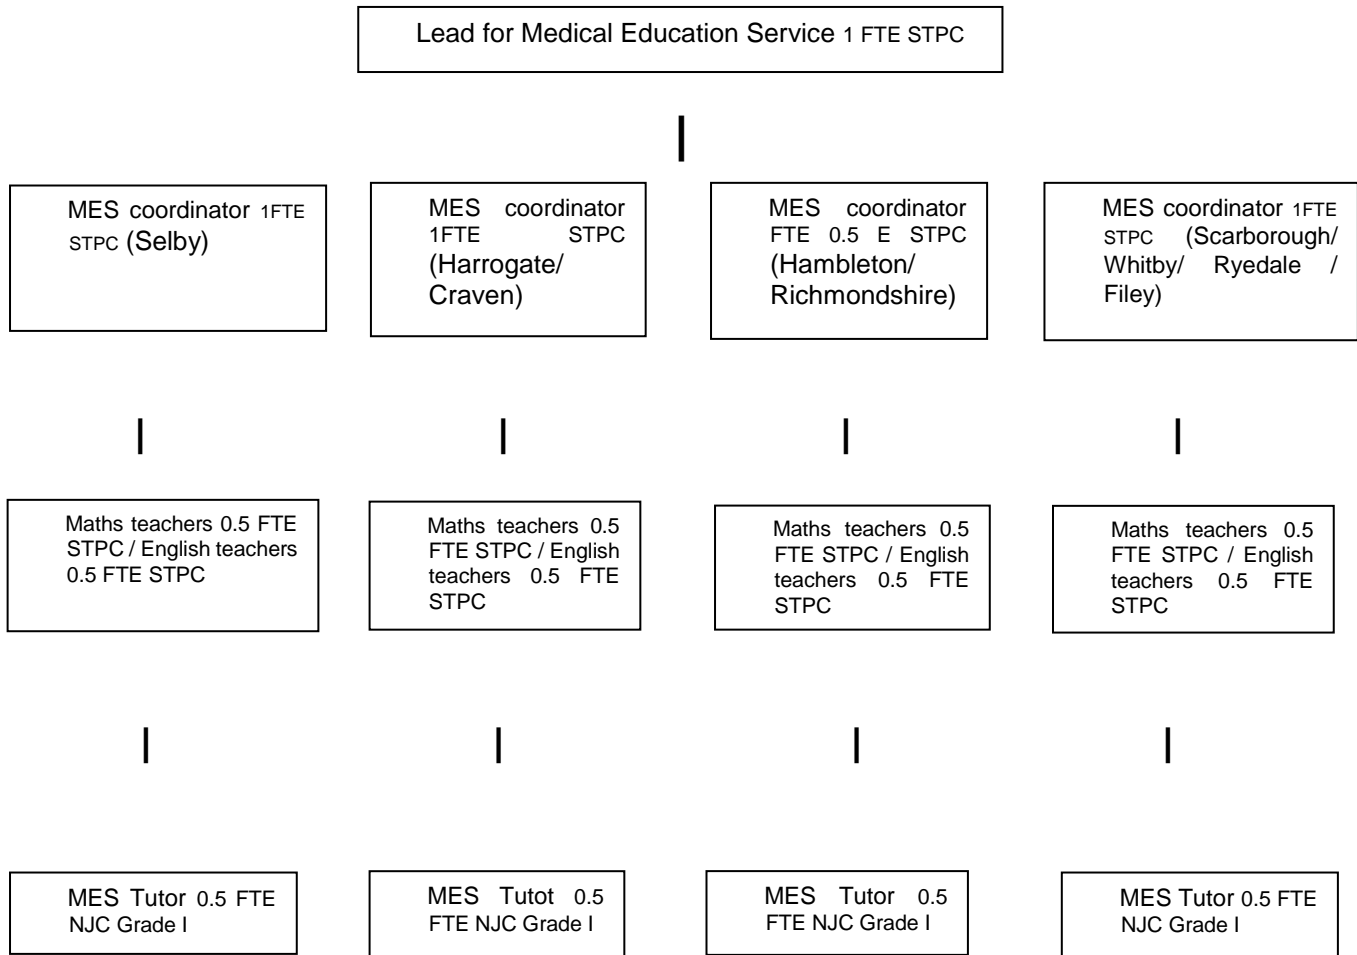 Lead for Medical Education Service 1 FTE STPC
MES coordinator 1FTE
STPC (Selby)
MES coordinator
1FTE STPC
(Harrogate/
Craven)
MES coordinator
FTE 0.5 E STPC
(Hambleton/
Richmondshire)
MES coordinator 1FTE
STPC (Scarborough/
Whitby/ Ryedale /
Filey)
Maths teachers 0.5 FTE
STPC / English teachers
0.5 FTE STPC
Maths teachers 0.5
FTE STPC / English
teachers 0.5 FTE
STPC
Maths teachers 0.5
FTE STPC / English
teachers 0.5 FTE
STPC
Maths teachers 0.5
FTE STPC / English
teachers 0.5 FTE
STPC
MES Tutor 0.5 FTE
NJC Grade I
MES Tutot 0.5
FTE NJC Grade I
MES Tutor 0.5
FTE NJC Grade I
MES Tutor 0.5 FTE
NJC Grade I